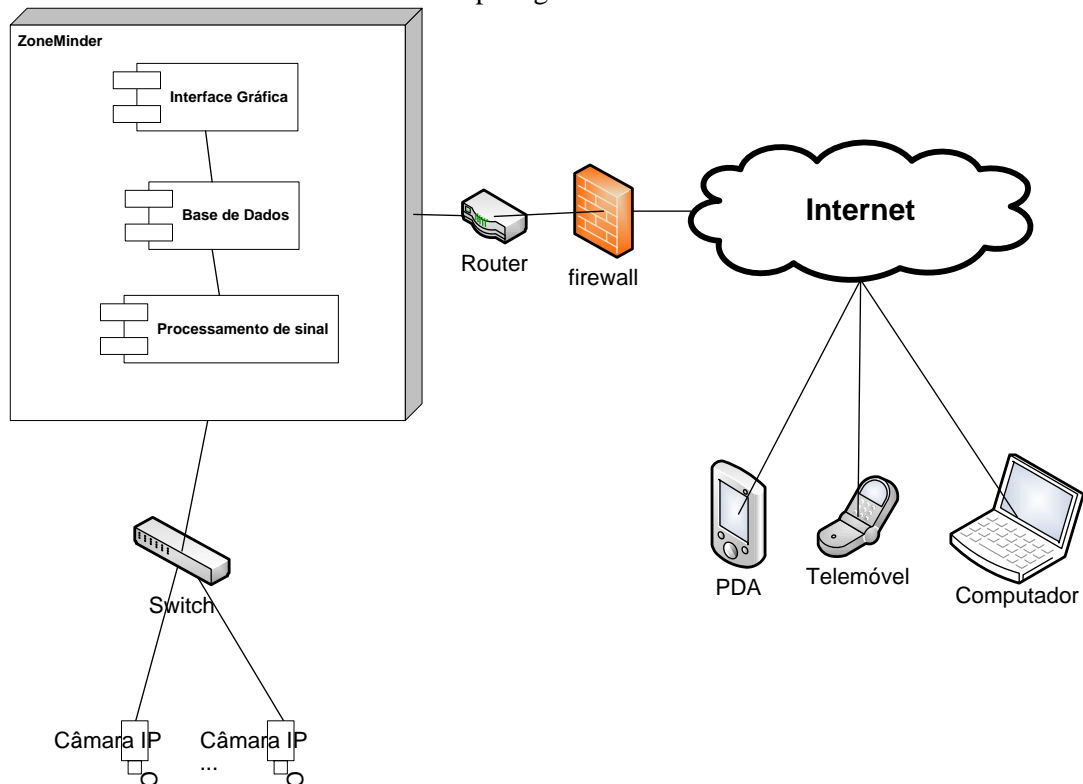 ZoneMinder
Interface Gráfica
Base de Dados
Processamento de sinal
Router
firewall
Internet
PDA
Telemóvel
Computador
Switch
Câmara IP
Câmara IP
...